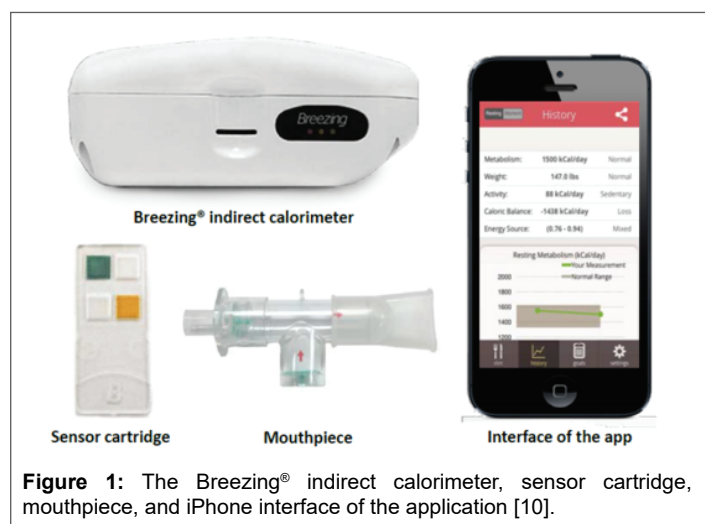 Breezing
Breezing® indirect calorimeter
Sensor cartridge
B
Mouthpiece
History
Metabolism: 1500 kCal/day Normal
Weight: 147.0 lbs Normal
Activity: 88 kCal/day Sedentary
Caloric Balance: -1438 kCal/day Loss
Energy Source: (0.76 - 0.94) Mixed
Resting Metabolism (kCal/day)
Your Measurement
Normal Range
2000
1800
1600
1400
1200
history
goals
settings
Interface of the app
Figure 1: The Breezing® indirect calorimeter, sensor cartridge,
mouthpiece, and iPhone interface of the application [10].